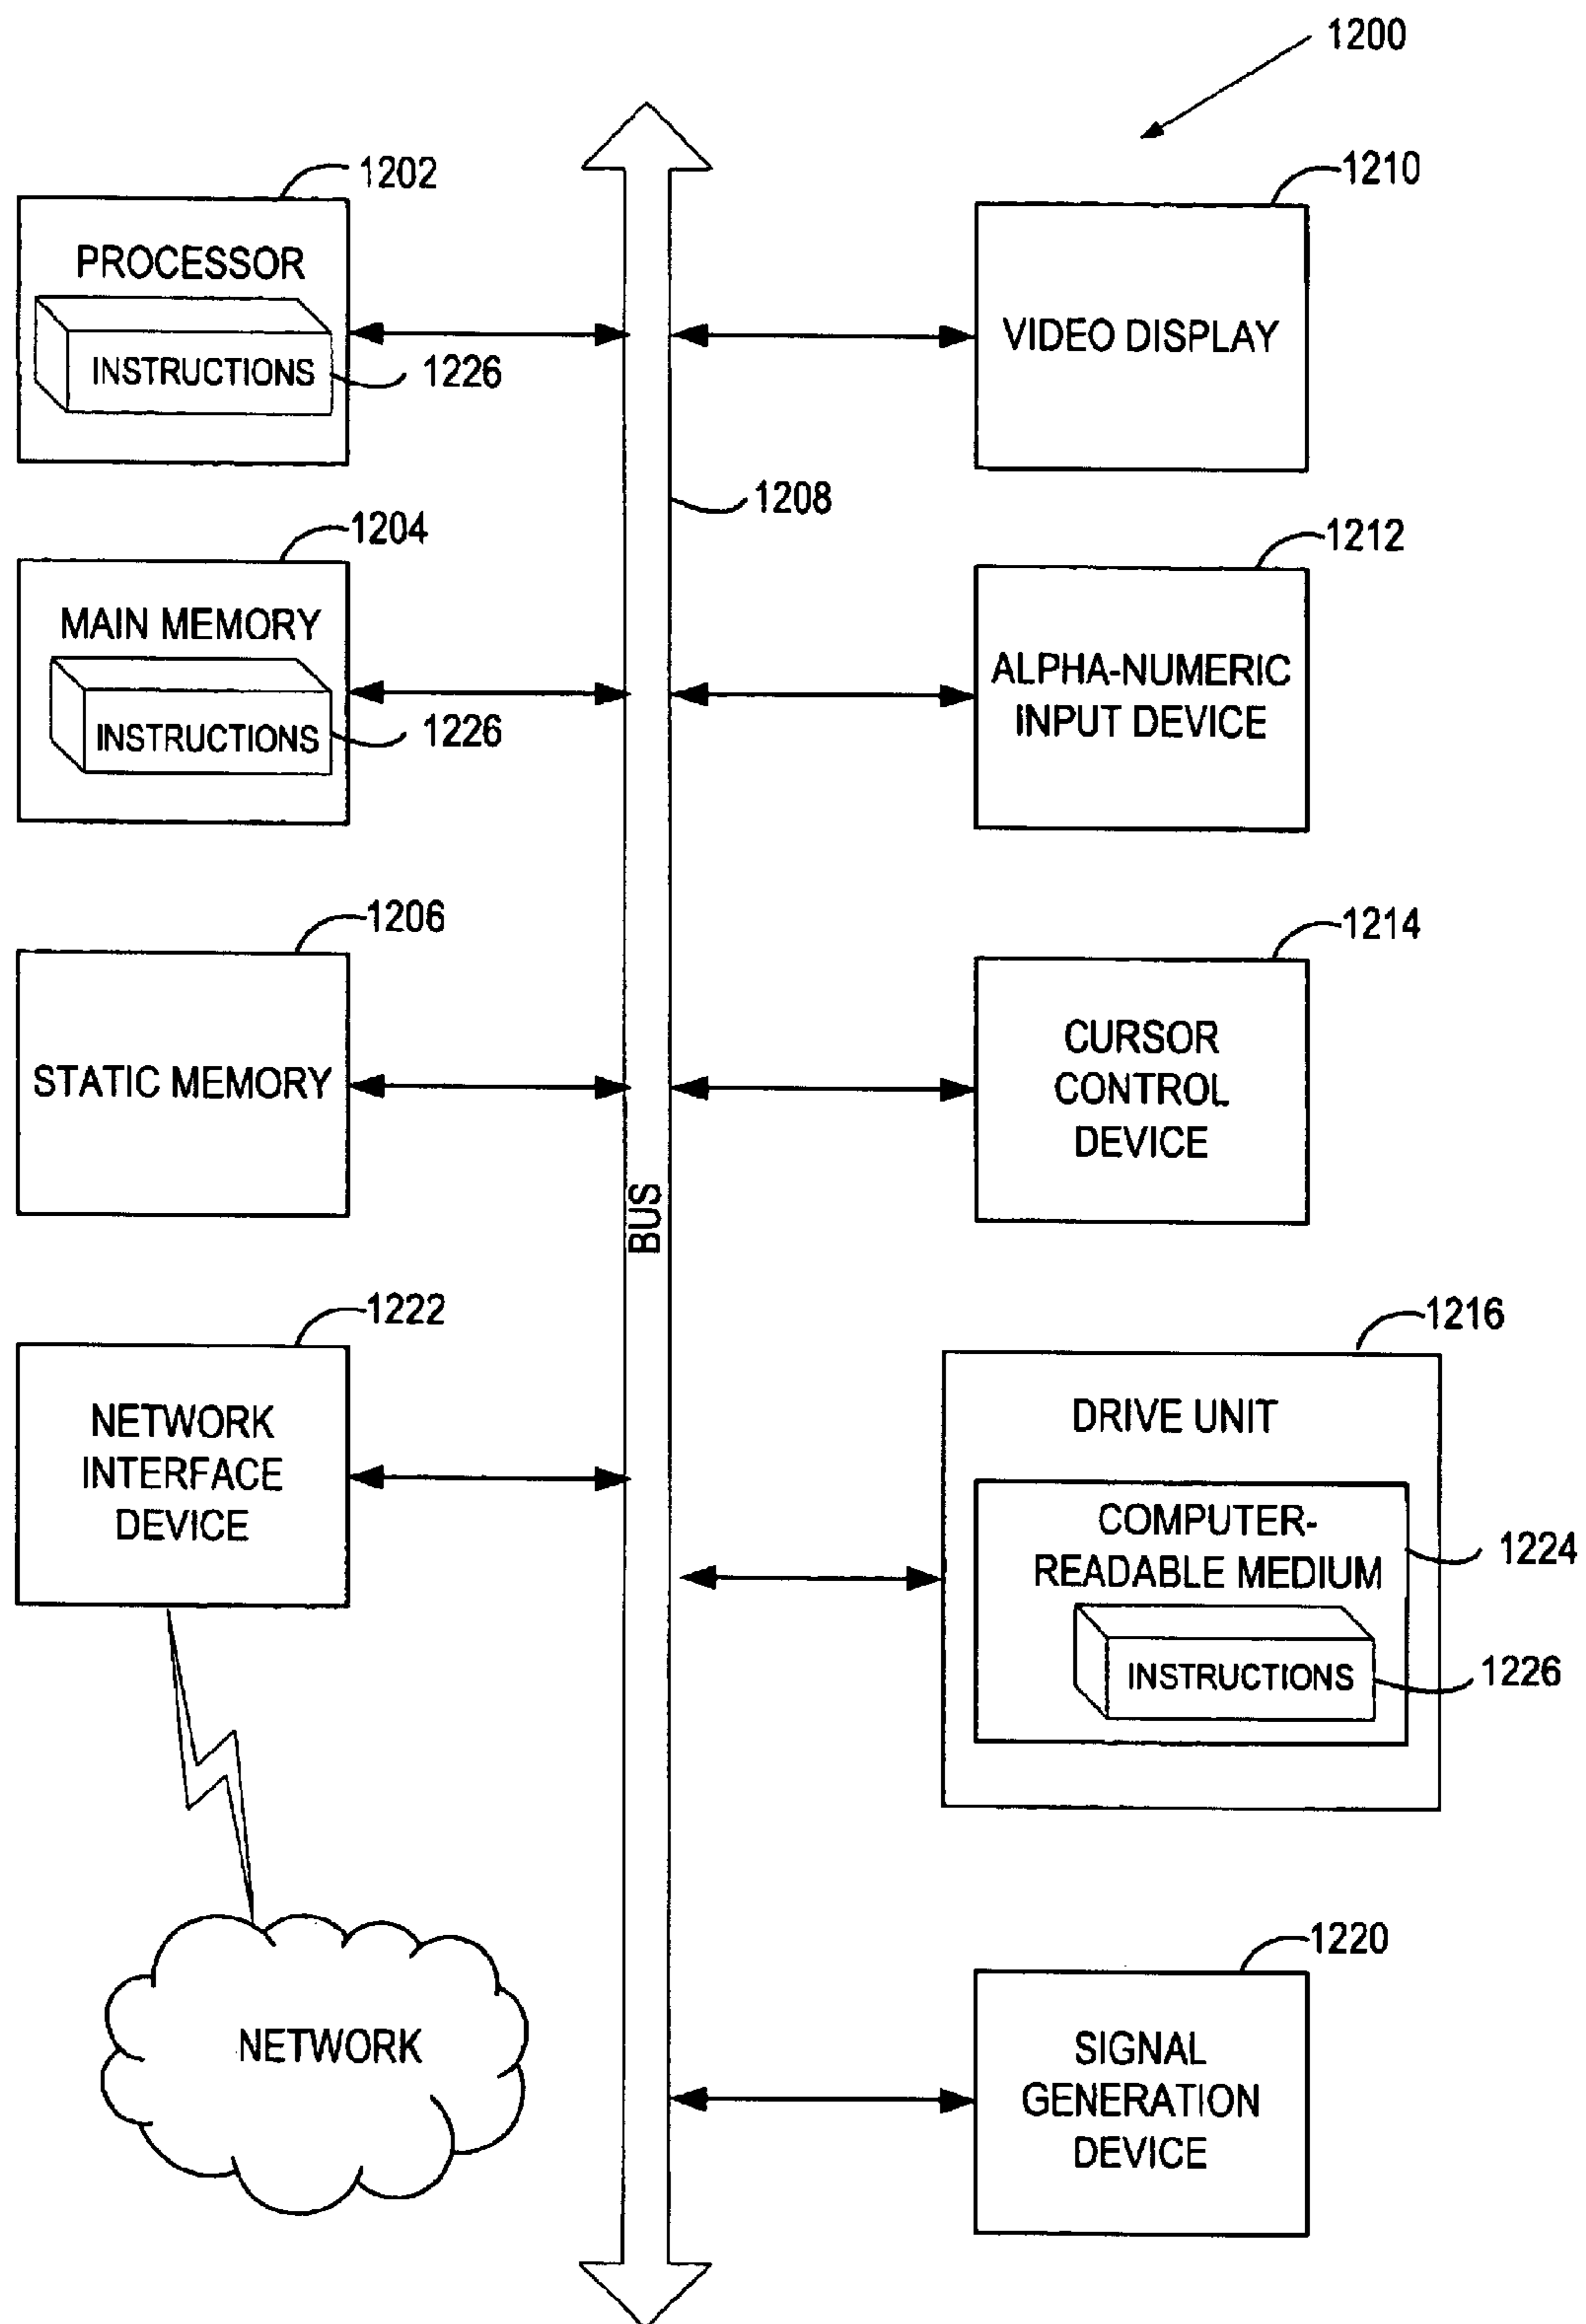 1200
1202
PROCESSOR
INSTRUCTIONS
1226
1204
MAIN MEMORY
INSTRUCTIONS
1226
1206
STATIC MEMORY
1222
NETWORK
INTERFACE
DEVICE
NETWORK
1208
BUS
1210
VIDEO DISPLAY
1212
ALPHA-NUMERIC
INPUT DEVICE
1214
CURSOR
CONTROL
DEVICE
1216
DRIVE UNIT
COMPUTER-
READABLE MEDIUM
1224
INSTRUCTIONS
1226
1220
SIGNAL
GENERATION
DEVICE